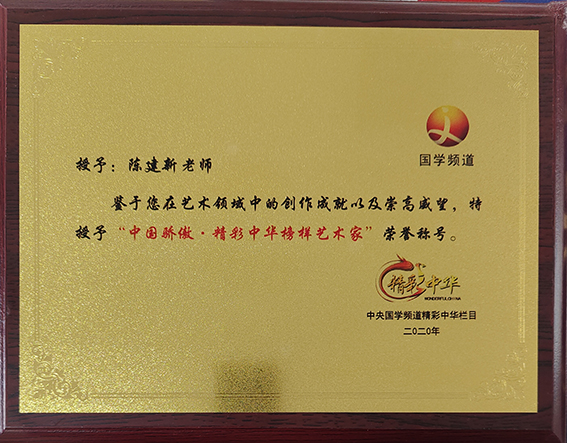 国学频道
授予：陈建新老师
鉴于您在艺术领域中的创作成就以及崇高威望，特
授予“中国骄傲·精彩中华榜样艺术家”荣誉称号。
精彩中华
WONDERFUL CHINA
中央国学频道精彩中华栏目
二〇二〇年